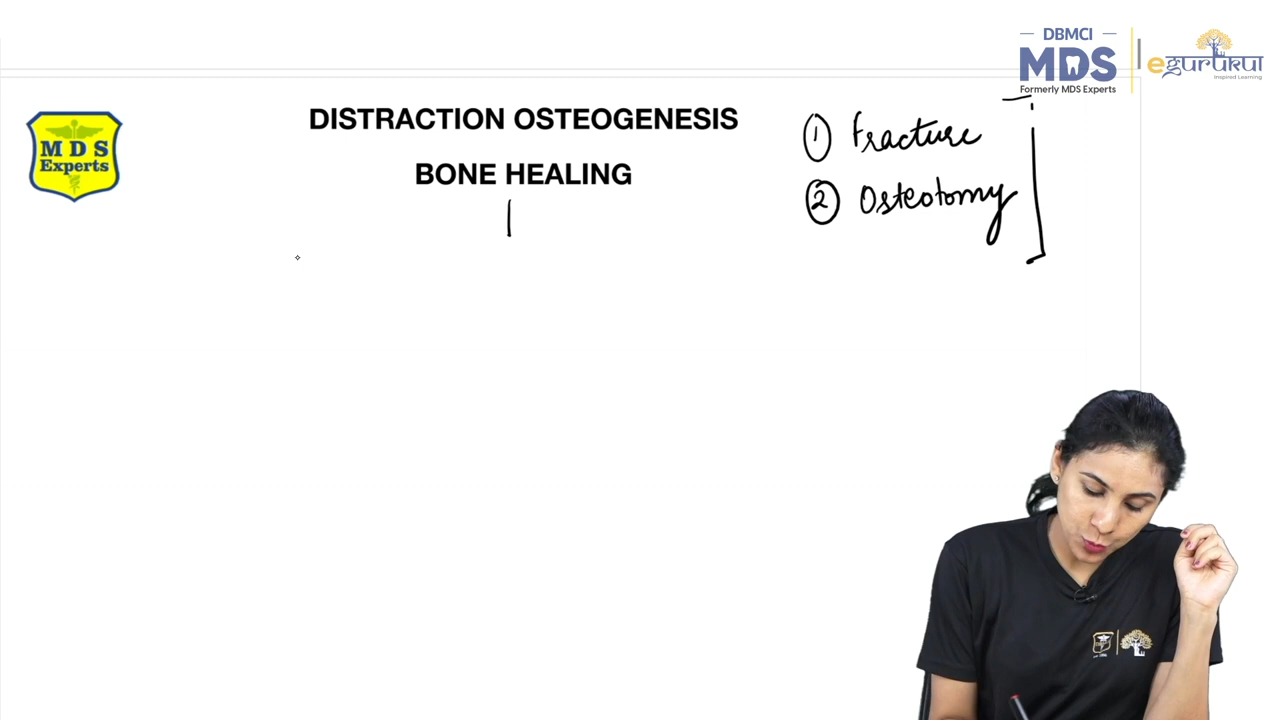 DBMCI
MDS
Formerly MDS Experts
egurukul
Inspired Learning
MDS
Experts
DISTRACTION OSTEOGENESIS
BONE HEALING
① Fracture
② Osteotomy